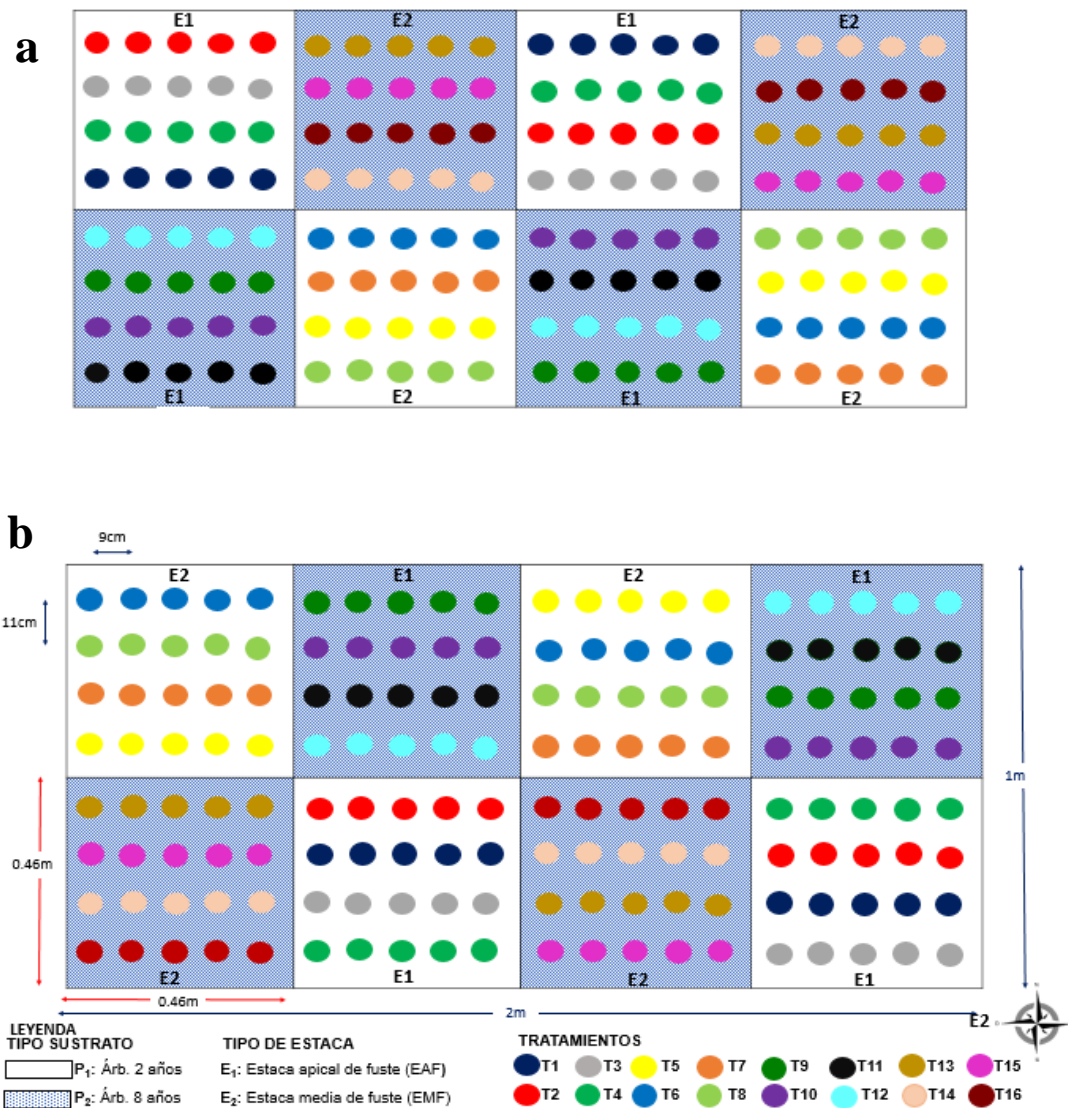 a
E1 E2 E1 E2
E1 E2 E1 E2
b
9cm
11cm
E2 E1 E2 E1
1m
0.46m
E2 E1 E2 E1
0.46m
2m
E2
LEYENDA
TIPO SUSTRATO TIPO DE ESTACA TRATAMIENTOS
P₁: Árb. 2 años E₁: Estaca apical de fuste (EAF) T1 T3 T5 T7 T9 T11 T13 T15
P₂: Árb. 8 años E₂: Estaca media de fuste (EMF) T2 T4 T6 T8 T10 T12 T14 T16